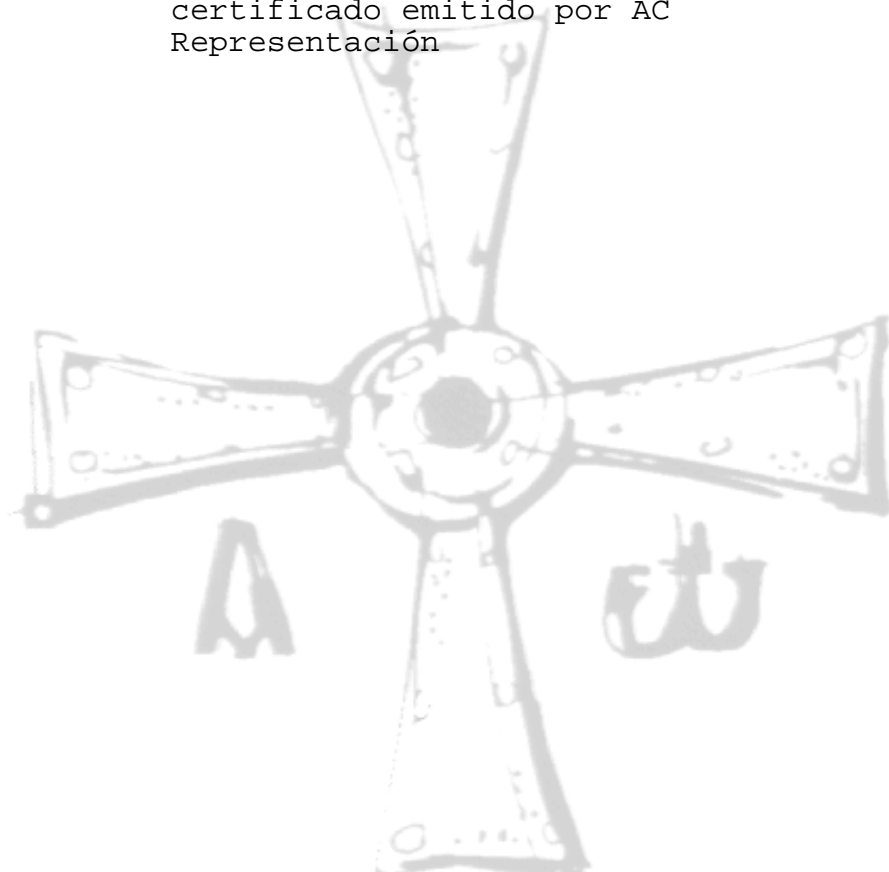 certificado emitido por AC
Representación
Α ω